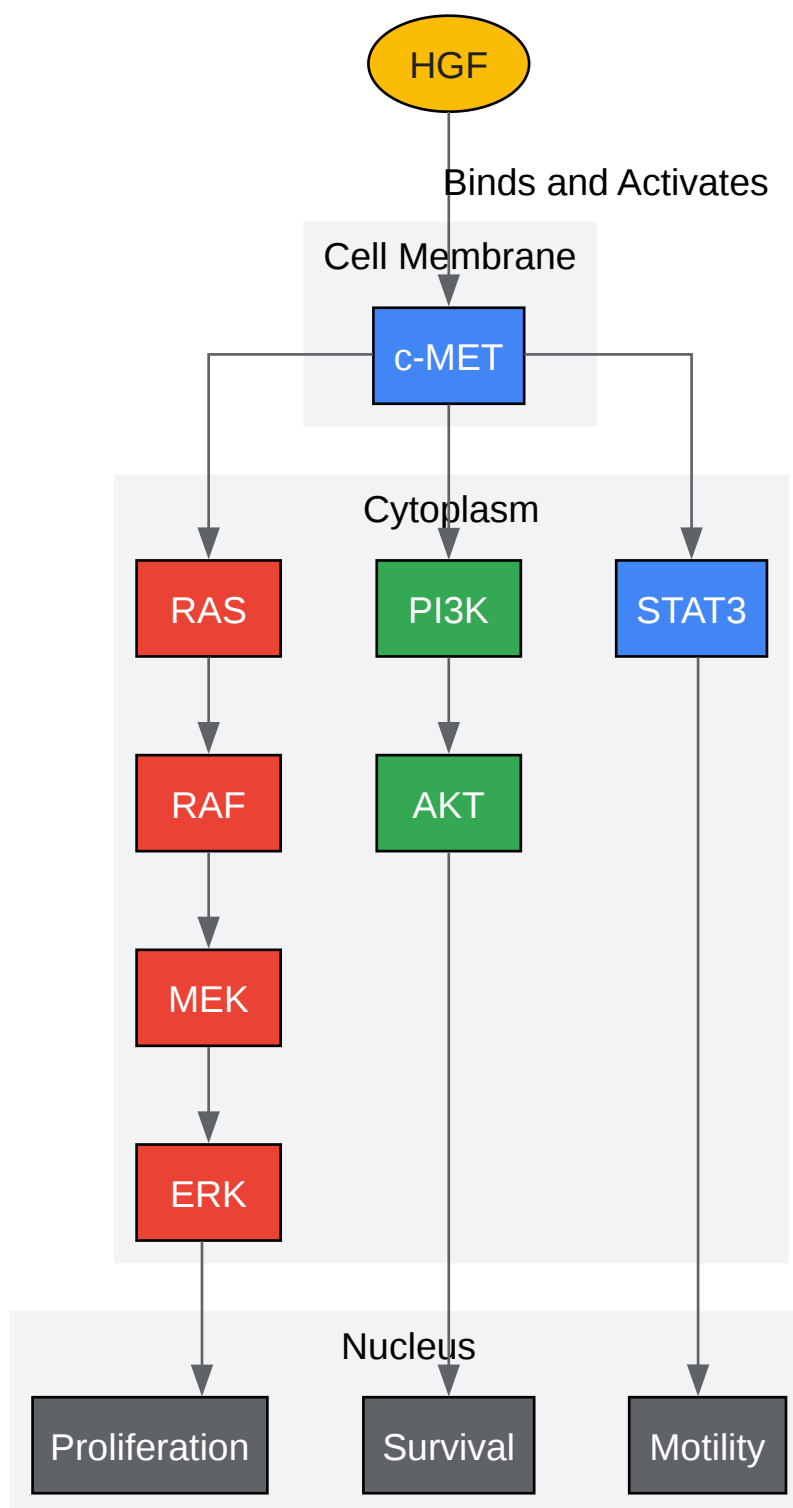 HGF
Binds and Activates
Cell Membrane
c-MET
Cytoplasm
RAS
PI3K
STAT3
RAF
AKT
MEK
ERK
Nucleus
Proliferation
Survival
Motility